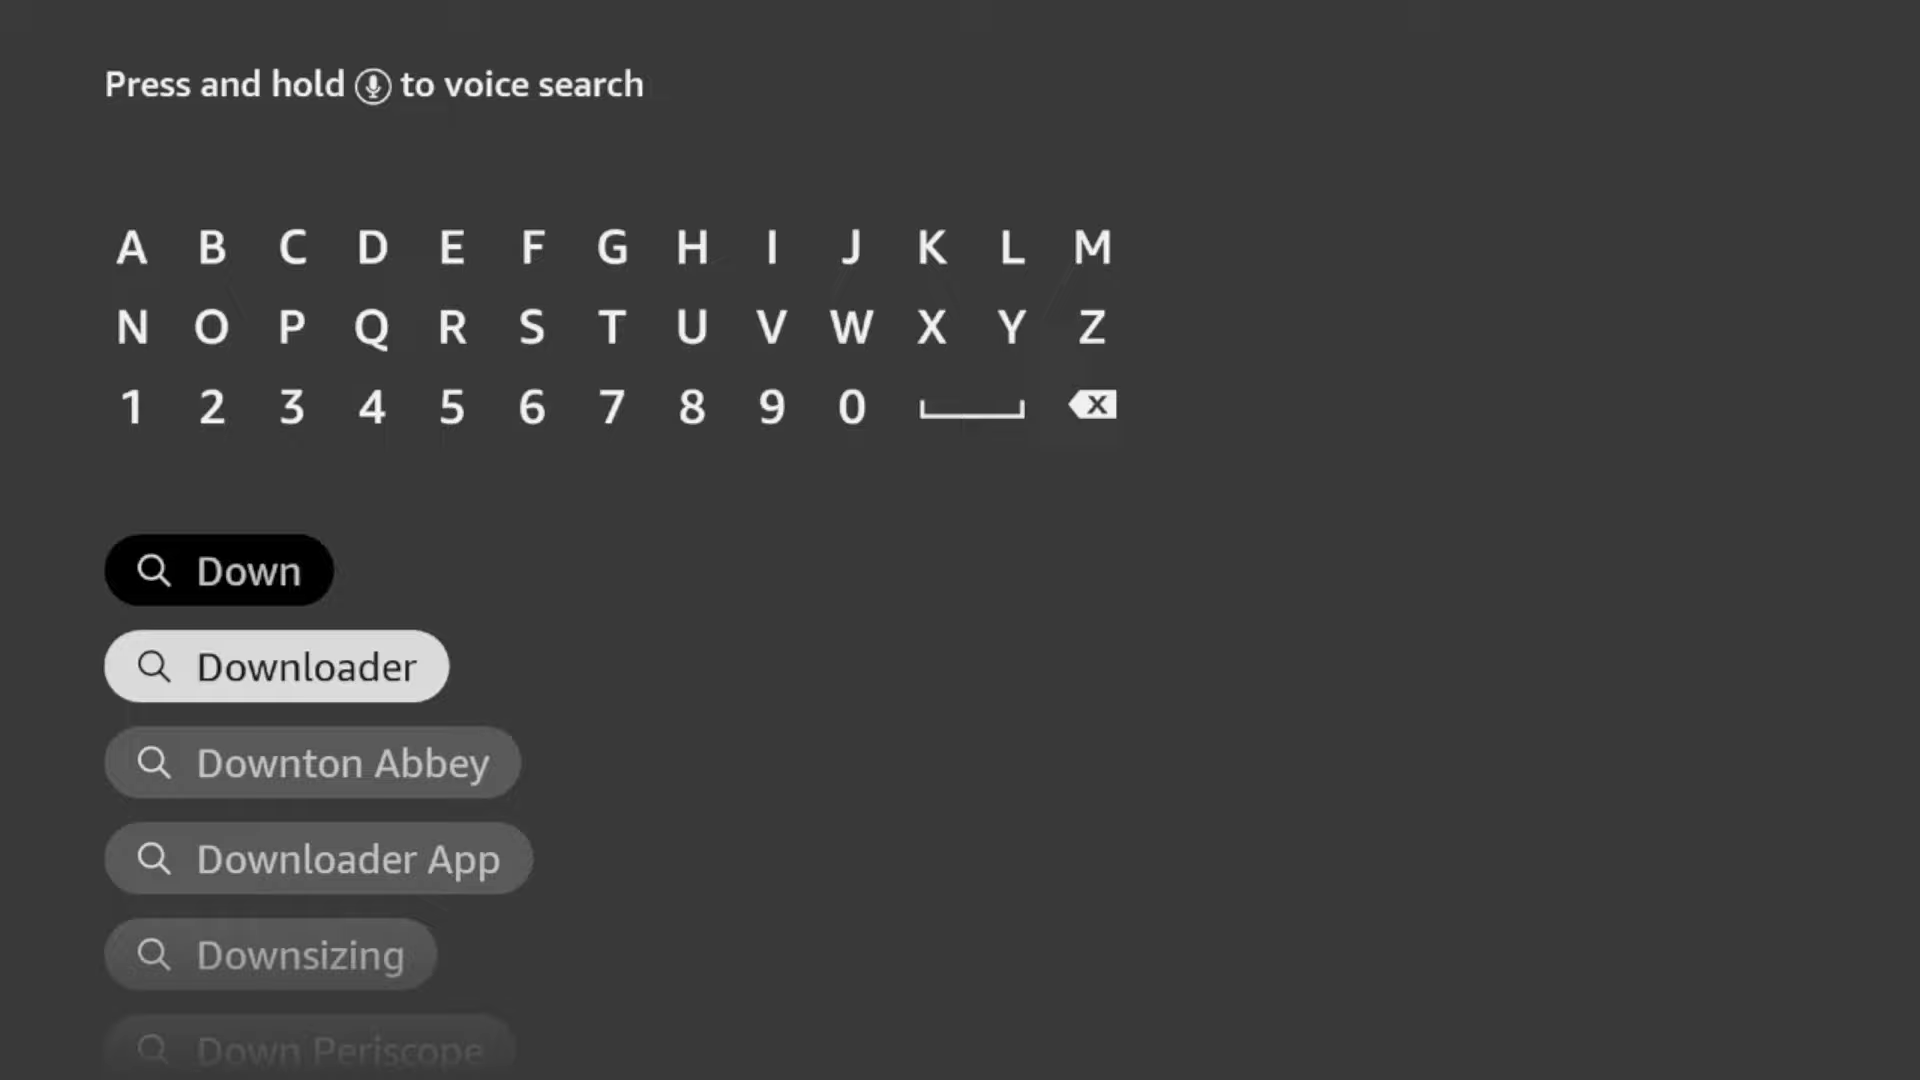 Press and hold to voice search
A B C D E F G H I J K L M
N O P Q R S T U V W X Y Z
1 2 3 4 5 6 7 8 9 0
Down
Downloader
Downton Abbey
Downloader App
Downsizing
Down Periscope